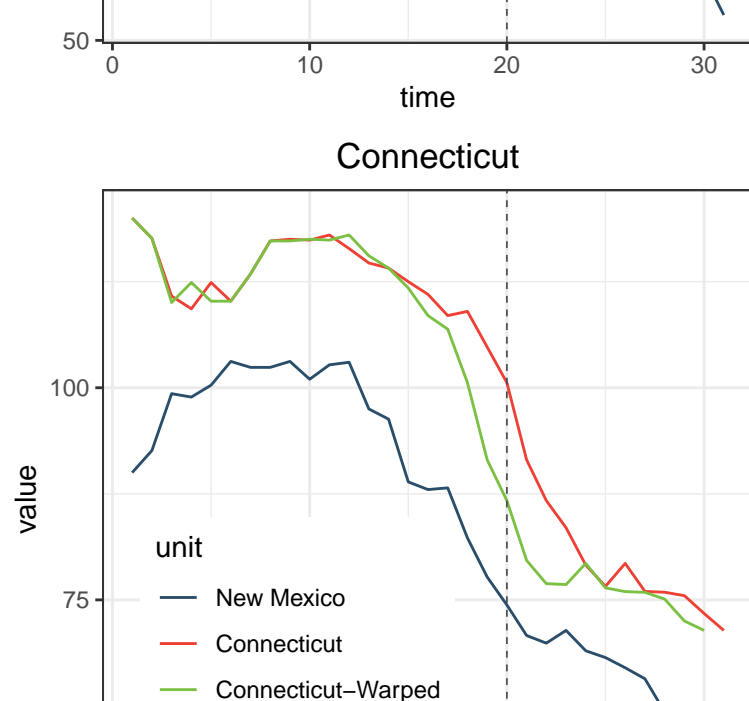 50
0 10 20 30
time
Connecticut
100
value
75
unit
New Mexico
Connecticut
Connecticut–Warped